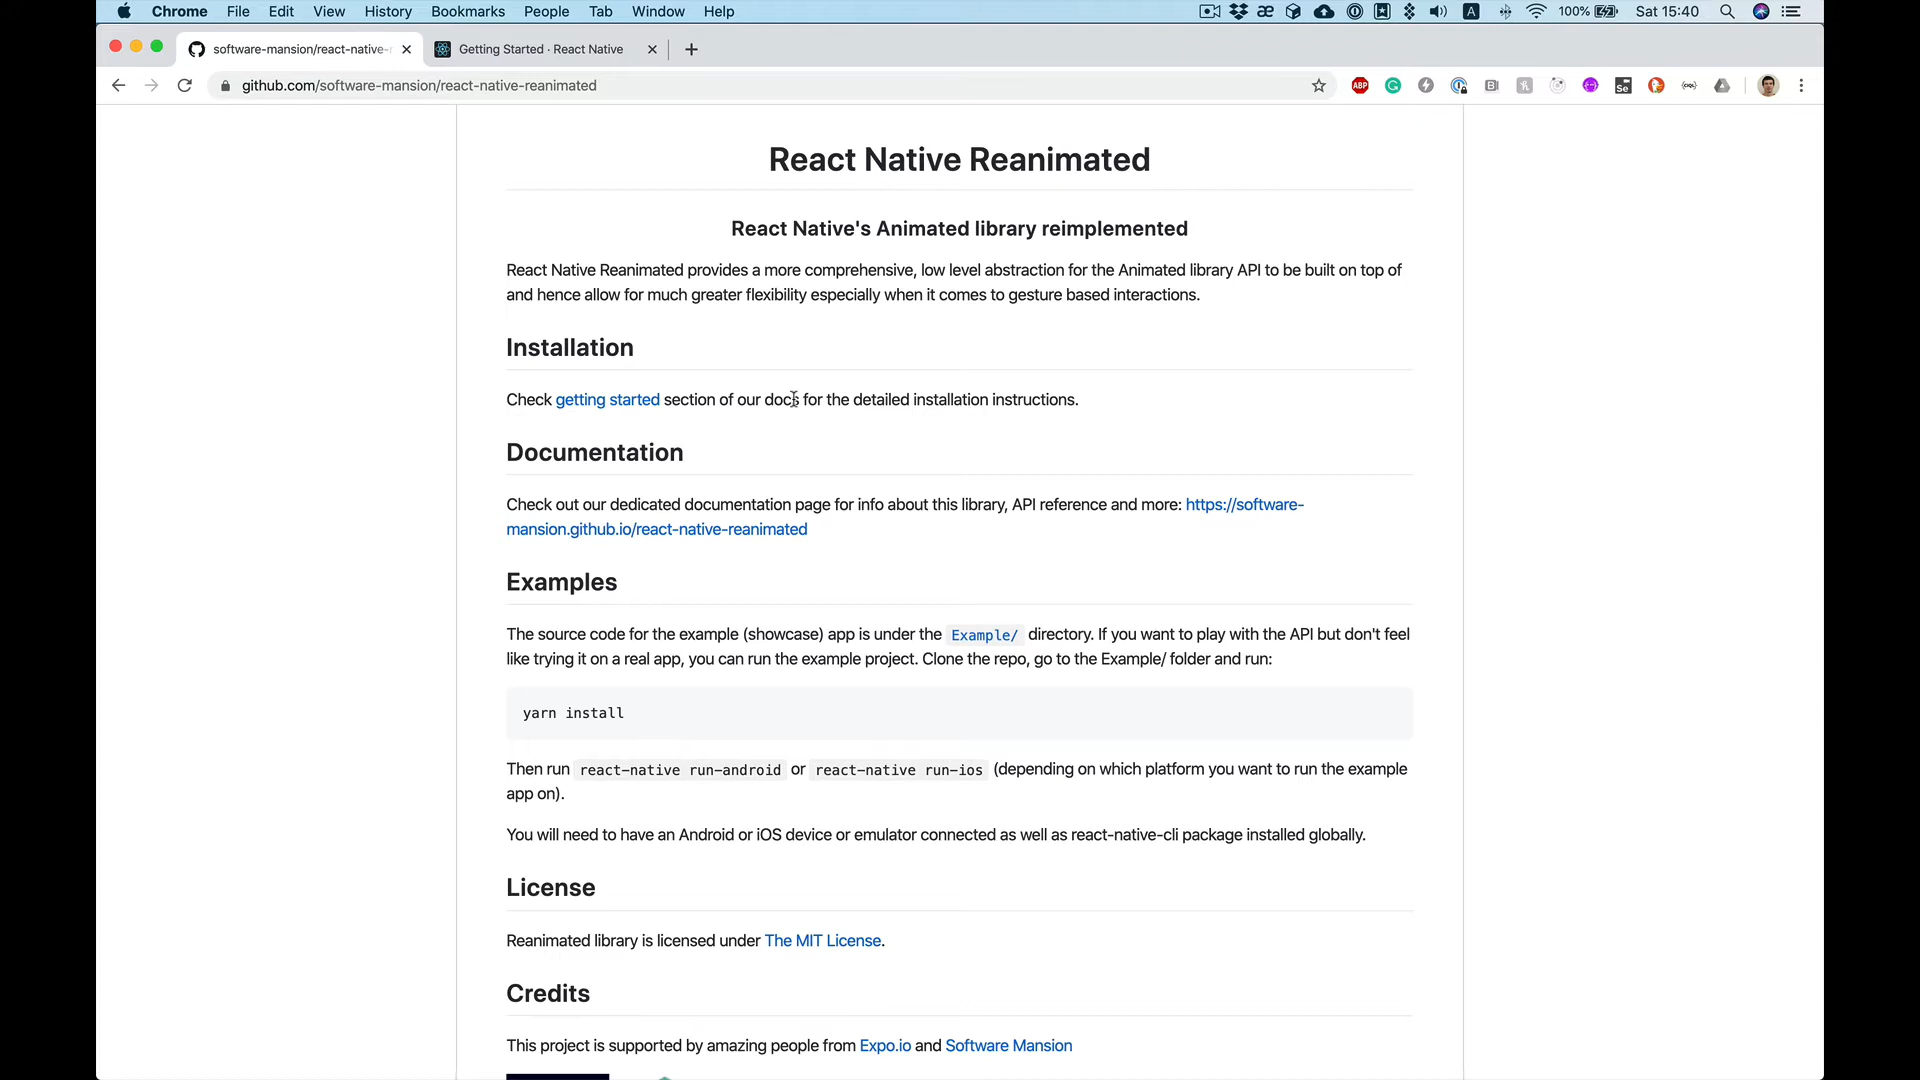 Chrome File Edit View History Bookmarks People Tab Window Help 100% Sat 15:40
software-mansion/react-native- Getting Started · React Native
github.com/software-mansion/react-native-reanimated
React Native Reanimated
React Native's Animated library reimplemented
React Native Reanimated provides a more comprehensive, low level abstraction for the Animated library API to be built on top of
and hence allow for much greater flexibility especially when it comes to gesture based interactions.
Installation
Check getting started section of our docs for the detailed installation instructions.
Documentation
Check out our dedicated documentation page for info about this library, API reference and more: https://software-
mansion.github.io/react-native-reanimated
Examples
The source code for the example (showcase) app is under the Example/ directory. If you want to play with the API but don't feel
like trying it on a real app, you can run the example project. Clone the repo, go to the Example/ folder and run:
yarn install
Then run react-native run-android or react-native run-ios (depending on which platform you want to run the example
app on).
You will need to have an Android or iOS device or emulator connected as well as react-native-cli package installed globally.
License
Reanimated library is licensed under The MIT License.
Credits
This project is supported by amazing people from Expo.io and Software Mansion